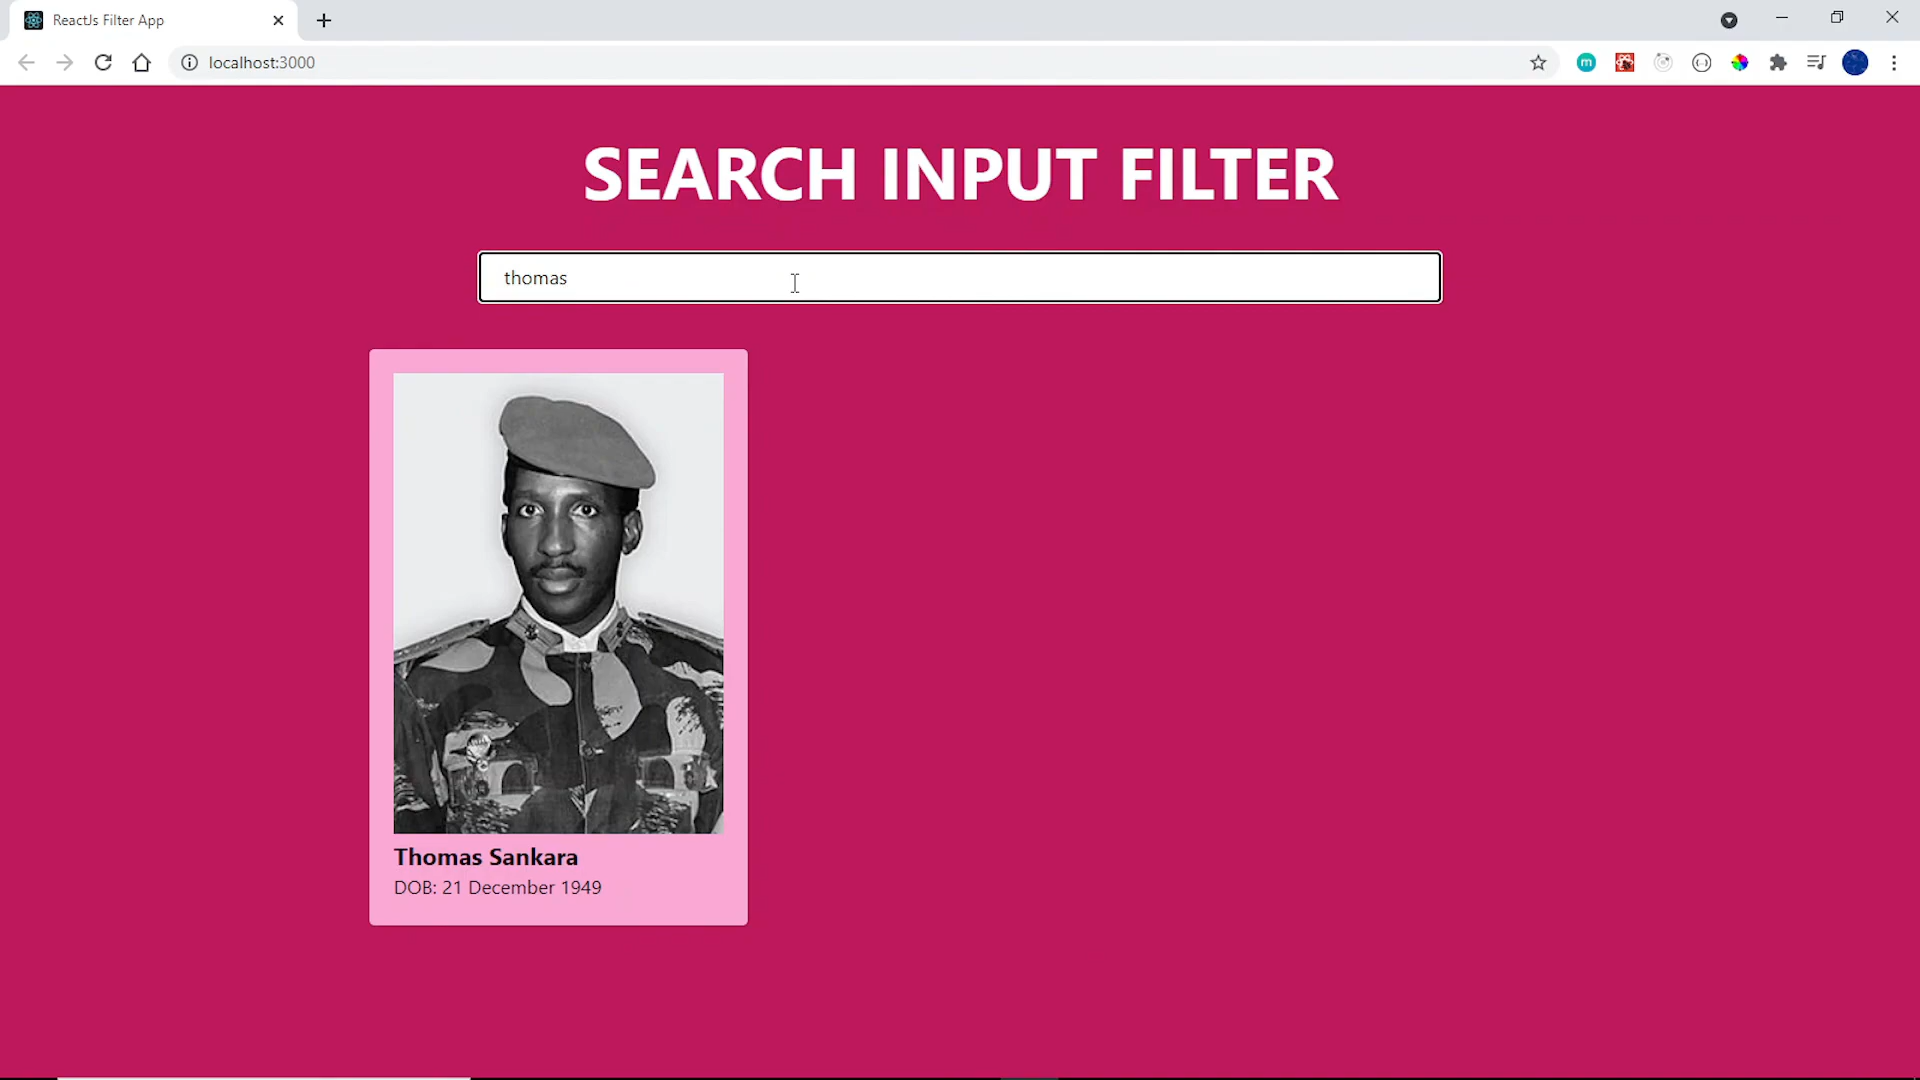 ReactJs Filter App
localhost:3000
SEARCH INPUT FILTER
thomas
Thomas Sankara
DOB: 21 December 1949